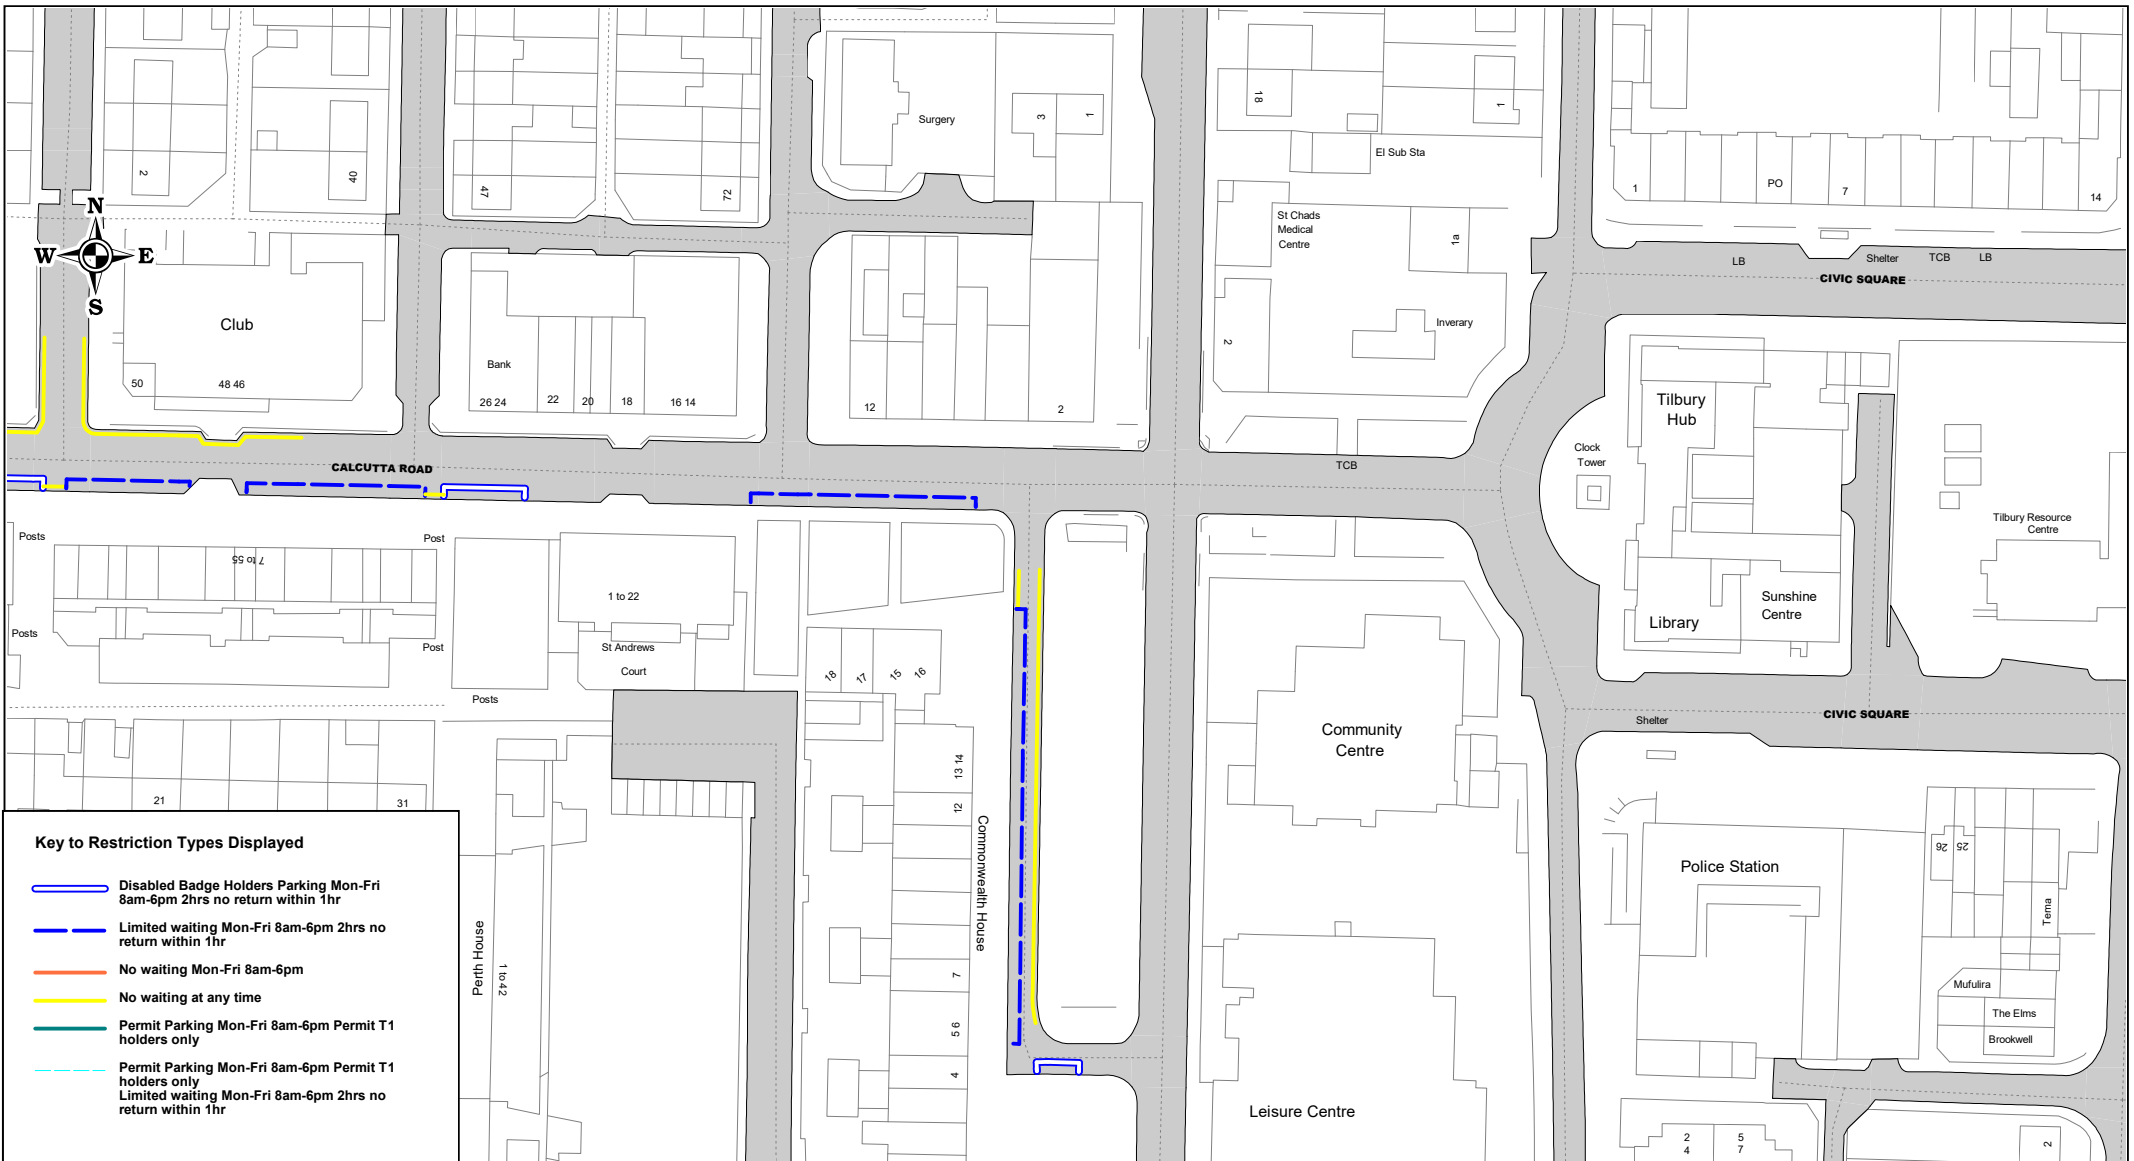 Surgery
3
1
18
1
El Sub Sta
2
40
47
72
1
PO
7
14
N
W
E
S
St Chads
Medical
Centre
1a
LB
Shelter
TCB
LB
CIVIC SQUARE
Club
Inverary
2
Bank
50
48 46
26 24
22
20
18
16 14
12
2
Tilbury
Hub
Clock
Tower
CALCUTTA ROAD
TCB
Tilbury Resource
Centre
Posts
Post
7 to 55
1 to 22
Sunshine
Centre
Library
Posts
Post
St Andrews
Court
18
17
15
16
Posts
CIVIC SQUARE
Shelter
Community
Centre
13 14
12
21
31
Commonwealth House
Key to Restriction Types Displayed
Disabled Badge Holders Parking Mon-Fri
8am-6pm 2hrs no return within 1hr
Limited waiting Mon-Fri 8am-6pm 2hrs no
return within 1hr
No waiting Mon-Fri 8am-6pm
No waiting at any time
Permit Parking Mon-Fri 8am-6pm Permit T1
holders only
Permit Parking Mon-Fri 8am-6pm Permit T1
holders only
Limited waiting Mon-Fri 8am-6pm 2hrs no
return within 1hr
Perth House
1 to 42
7
5 6
4
Police Station
26
25
Tema
Mufulira
The Elms
Brookwell
Leisure Centre
2
4
5
7
2